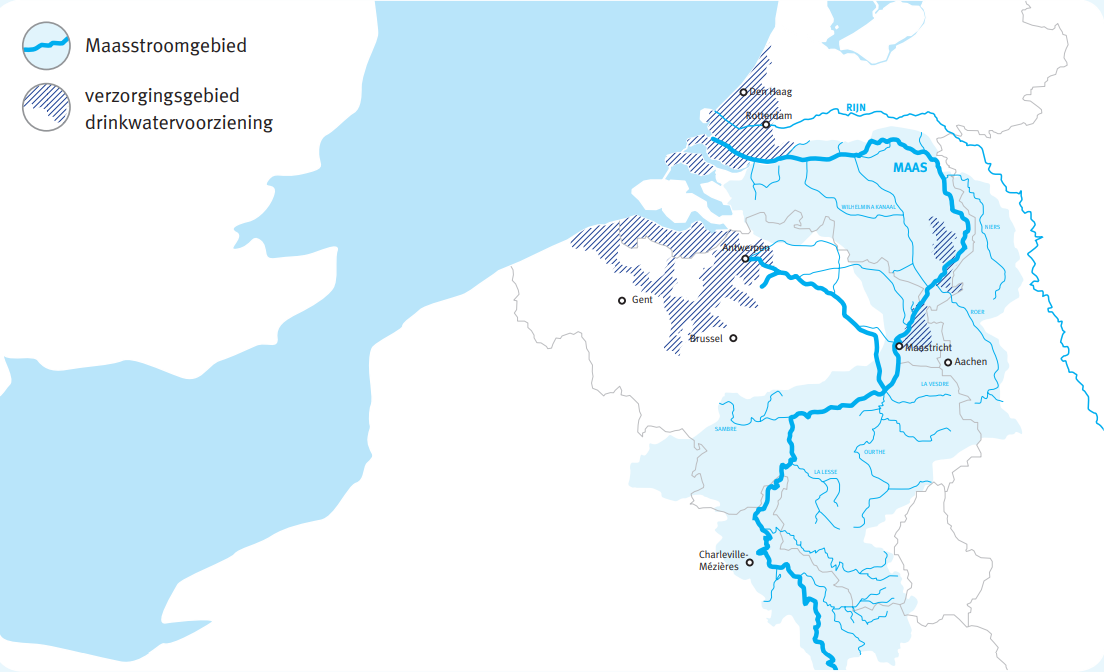 Maasstroomgebied
verzorgingsgebied
drinkwatervoorziening
Den Haag
RIJN
Rotterdam
MAAS
WILHELMINA KANAAL
NIERS
Antwerpen
Gent
ROER
Brussel
Maastricht
Aachen
LA VESDRE
SAMBRE
OURTHE
LA LESSE
Charleville-
Mézières